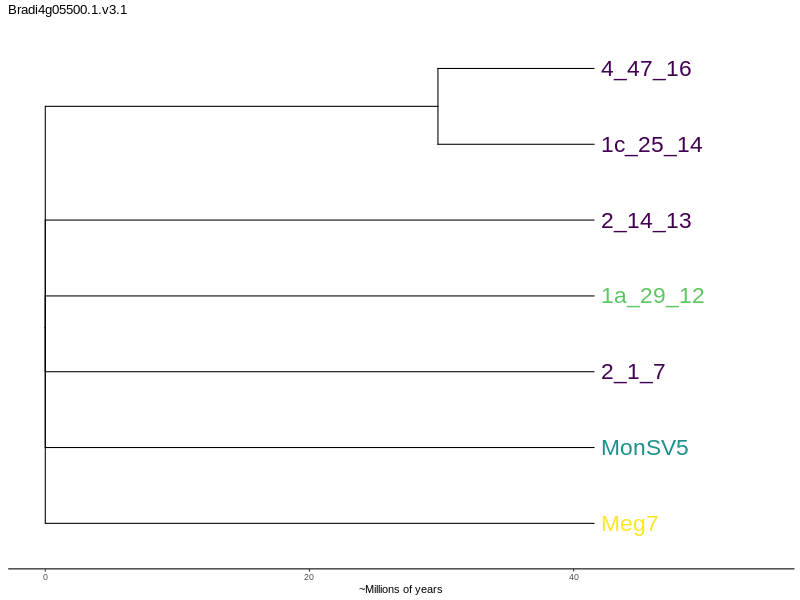 Bradi4g05500.1.v3.1
4_47_16
1c_25_14
2_14_13
1a_29_12
2_1_7
MonSV5
Meg7
0 20 40
~Millions of years